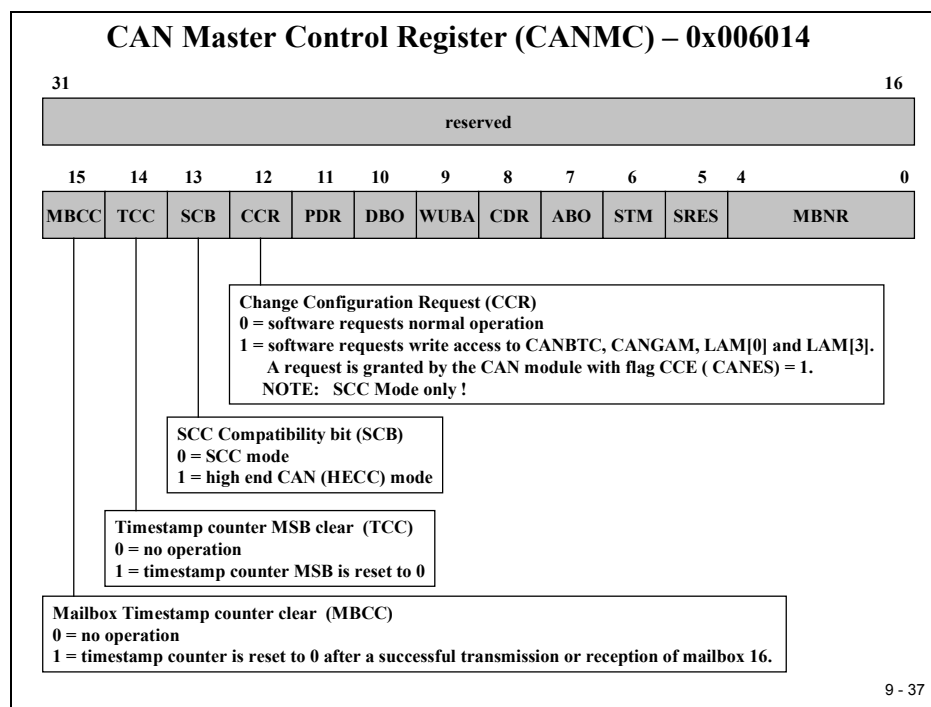 CAN Master Control Register (CANMC) – 0x006014
31 16
reserved
15 14 13 12 11 10 9 8 7 6 5 4 0
MBCC TCC SCB CCR PDR DBO WUBA CDR ABO STM SRES MBNR
Change Configuration Request (CCR)
0 = software requests normal operation
1 = software requests write access to CANBTC, CANGAM, LAM[0] and LAM[3].
A request is granted by the CAN module with flag CCE ( CANES) = 1.
NOTE: SCC Mode only !
SCC Compatibility bit (SCB)
0 = SCC mode
1 = high end CAN (HECC) mode
Timestamp counter MSB clear (TCC)
0 = no operation
1 = timestamp counter MSB is reset to 0
Mailbox Timestamp counter clear (MBCC)
0 = no operation
1 = timestamp counter is reset to 0 after a successful transmission or reception of mailbox 16.
9 - 37